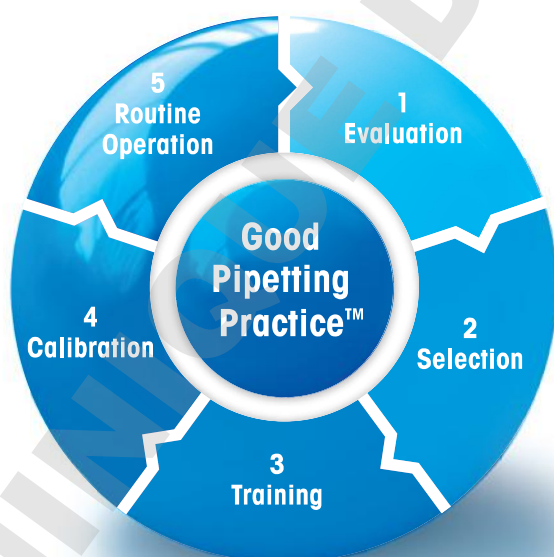 Good
Pipetting
Practice™
1
Evaluation
2
Selection
3
Training
4
Calibration
5
Routine
Operation